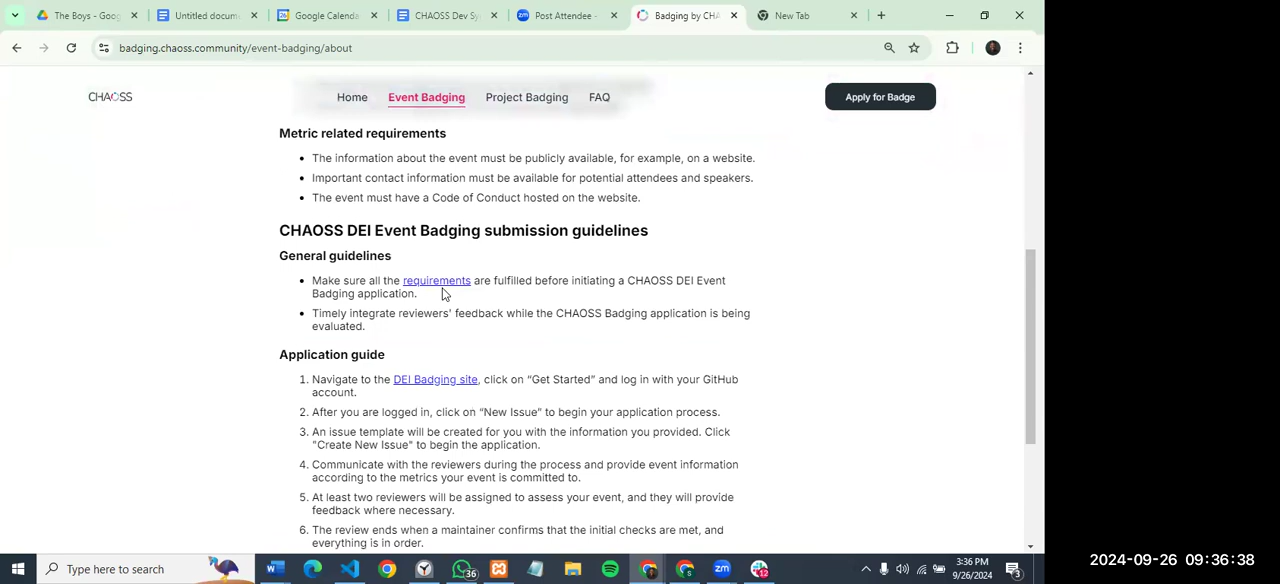 The Boys - Goog
Untitled docum
Google Calenda
CHAOSS Dev Sy
Post Attendee -
Badging by CHA
New Tab
badging.chaoss.community/event-badging/about
CHAOSS
Home
Event Badging
Project Badging
FAQ
Apply for Badge
Metric related requirements
• The information about the event must be publicly available, for example, on a website.
• Important contact information must be available for potential attendees and speakers.
• The event must have a Code of Conduct hosted on the website.
CHAOSS DEI Event Badging submission guidelines
General guidelines
• Make sure all the requirements are fulfilled before initiating a CHAOSS DEI Event
Badging application.
• Timely integrate reviewers' feedback while the CHAOSS Badging application is being
evaluated.
Application guide
1. Navigate to the DEI Badging site, click on “Get Started” and log in with your GitHub
account.
2. After you are logged in, click on “New Issue” to begin your application process.
3. An issue template will be created for you with the information you provided. Click
"Create New Issue" to begin the application.
4. Communicate with the reviewers during the process and provide event information
according to the metrics your event is committed to.
5. At least two reviewers will be assigned to assess your event, and they will provide
feedback where necessary.
6. The review ends when a maintainer confirms that the initial checks are met, and
everything is in order.
Type here to search
36
12
3:36 PM
9/26/2024
3
2024-09-26 09:36:38